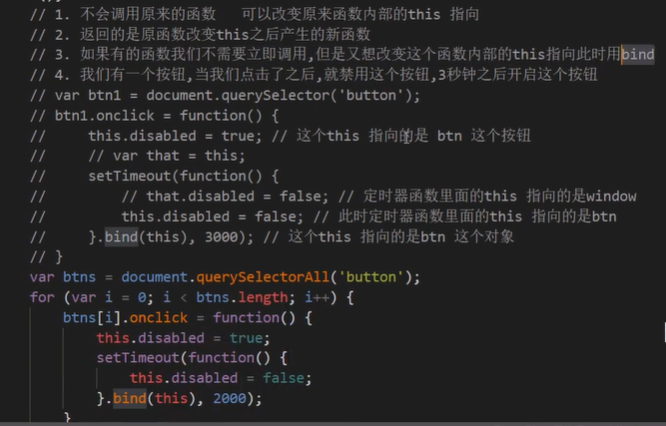 // 1. 不会调用原来的函数 可以改变原来函数内部的this 指向
// 2. 返回的是原函数改变this之后产生的新函数
// 3. 如果有的函数我们不需要立即调用,但是又想改变这个函数内部的this指向此时用bind
// 4. 我们有一个按钮,当我们点击了之后,就禁用这个按钮,3秒钟之后开启这个按钮
// var btn1 = document.querySelector('button');
// btn1.onclick = function() {
//     this.disabled = true; // 这个this 指向的是 btn 这个按钮
//     // var that = this;
//     setTimeout(function() {
//         // that.disabled = false; // 定时器函数里面的this 指向的是window
//         this.disabled = false; // 此时定时器函数里面的this 指向的是btn
//     }.bind(this), 3000); // 这个this 指向的是btn 这个对象
// }
var btns = document.querySelectorAll('button');
for (var i = 0; i < btns.length; i++) {
    btns[i].onclick = function() {
        this.disabled = true;
        setTimeout(function() {
            this.disabled = false;
        }.bind(this), 2000);
    }